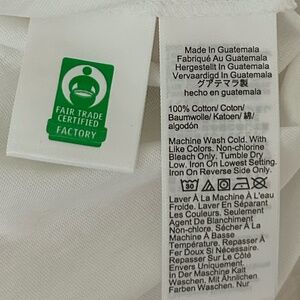 FAIR TRADE
CERTIFIED
FACTORY
Made In Guatemala
Fabriqué Au Guatemala
Hergestellt In Guatemala
Vervaardigd In Guatemala
グアテマラ製
hecho en guatemala
100% Cotton/ Coton/
Baumwolle/ Katoen/ 綿/
algodón
Machine Wash Cold. With
Like Colors. Non-chlorine
Bleach Only. Tumble Dry
Low. Iron On Lowest Setting.
Iron On Reverse Side Only.
30
Laver À La Machine À L'eau
Froide. Laver En Séparant
Les Couleurs. Seulement
Agent De Blanchiment
Non-chlore. Sécher À La
Machine À Basse
Température. Repasser À
Fer Doux Si Nécessaire.
Repasser Sur Le Côté
Envers Uniquement.
In Der Maschine Kalt
Waschen. Mit Ähnlichen
Farben Waschen. Nur